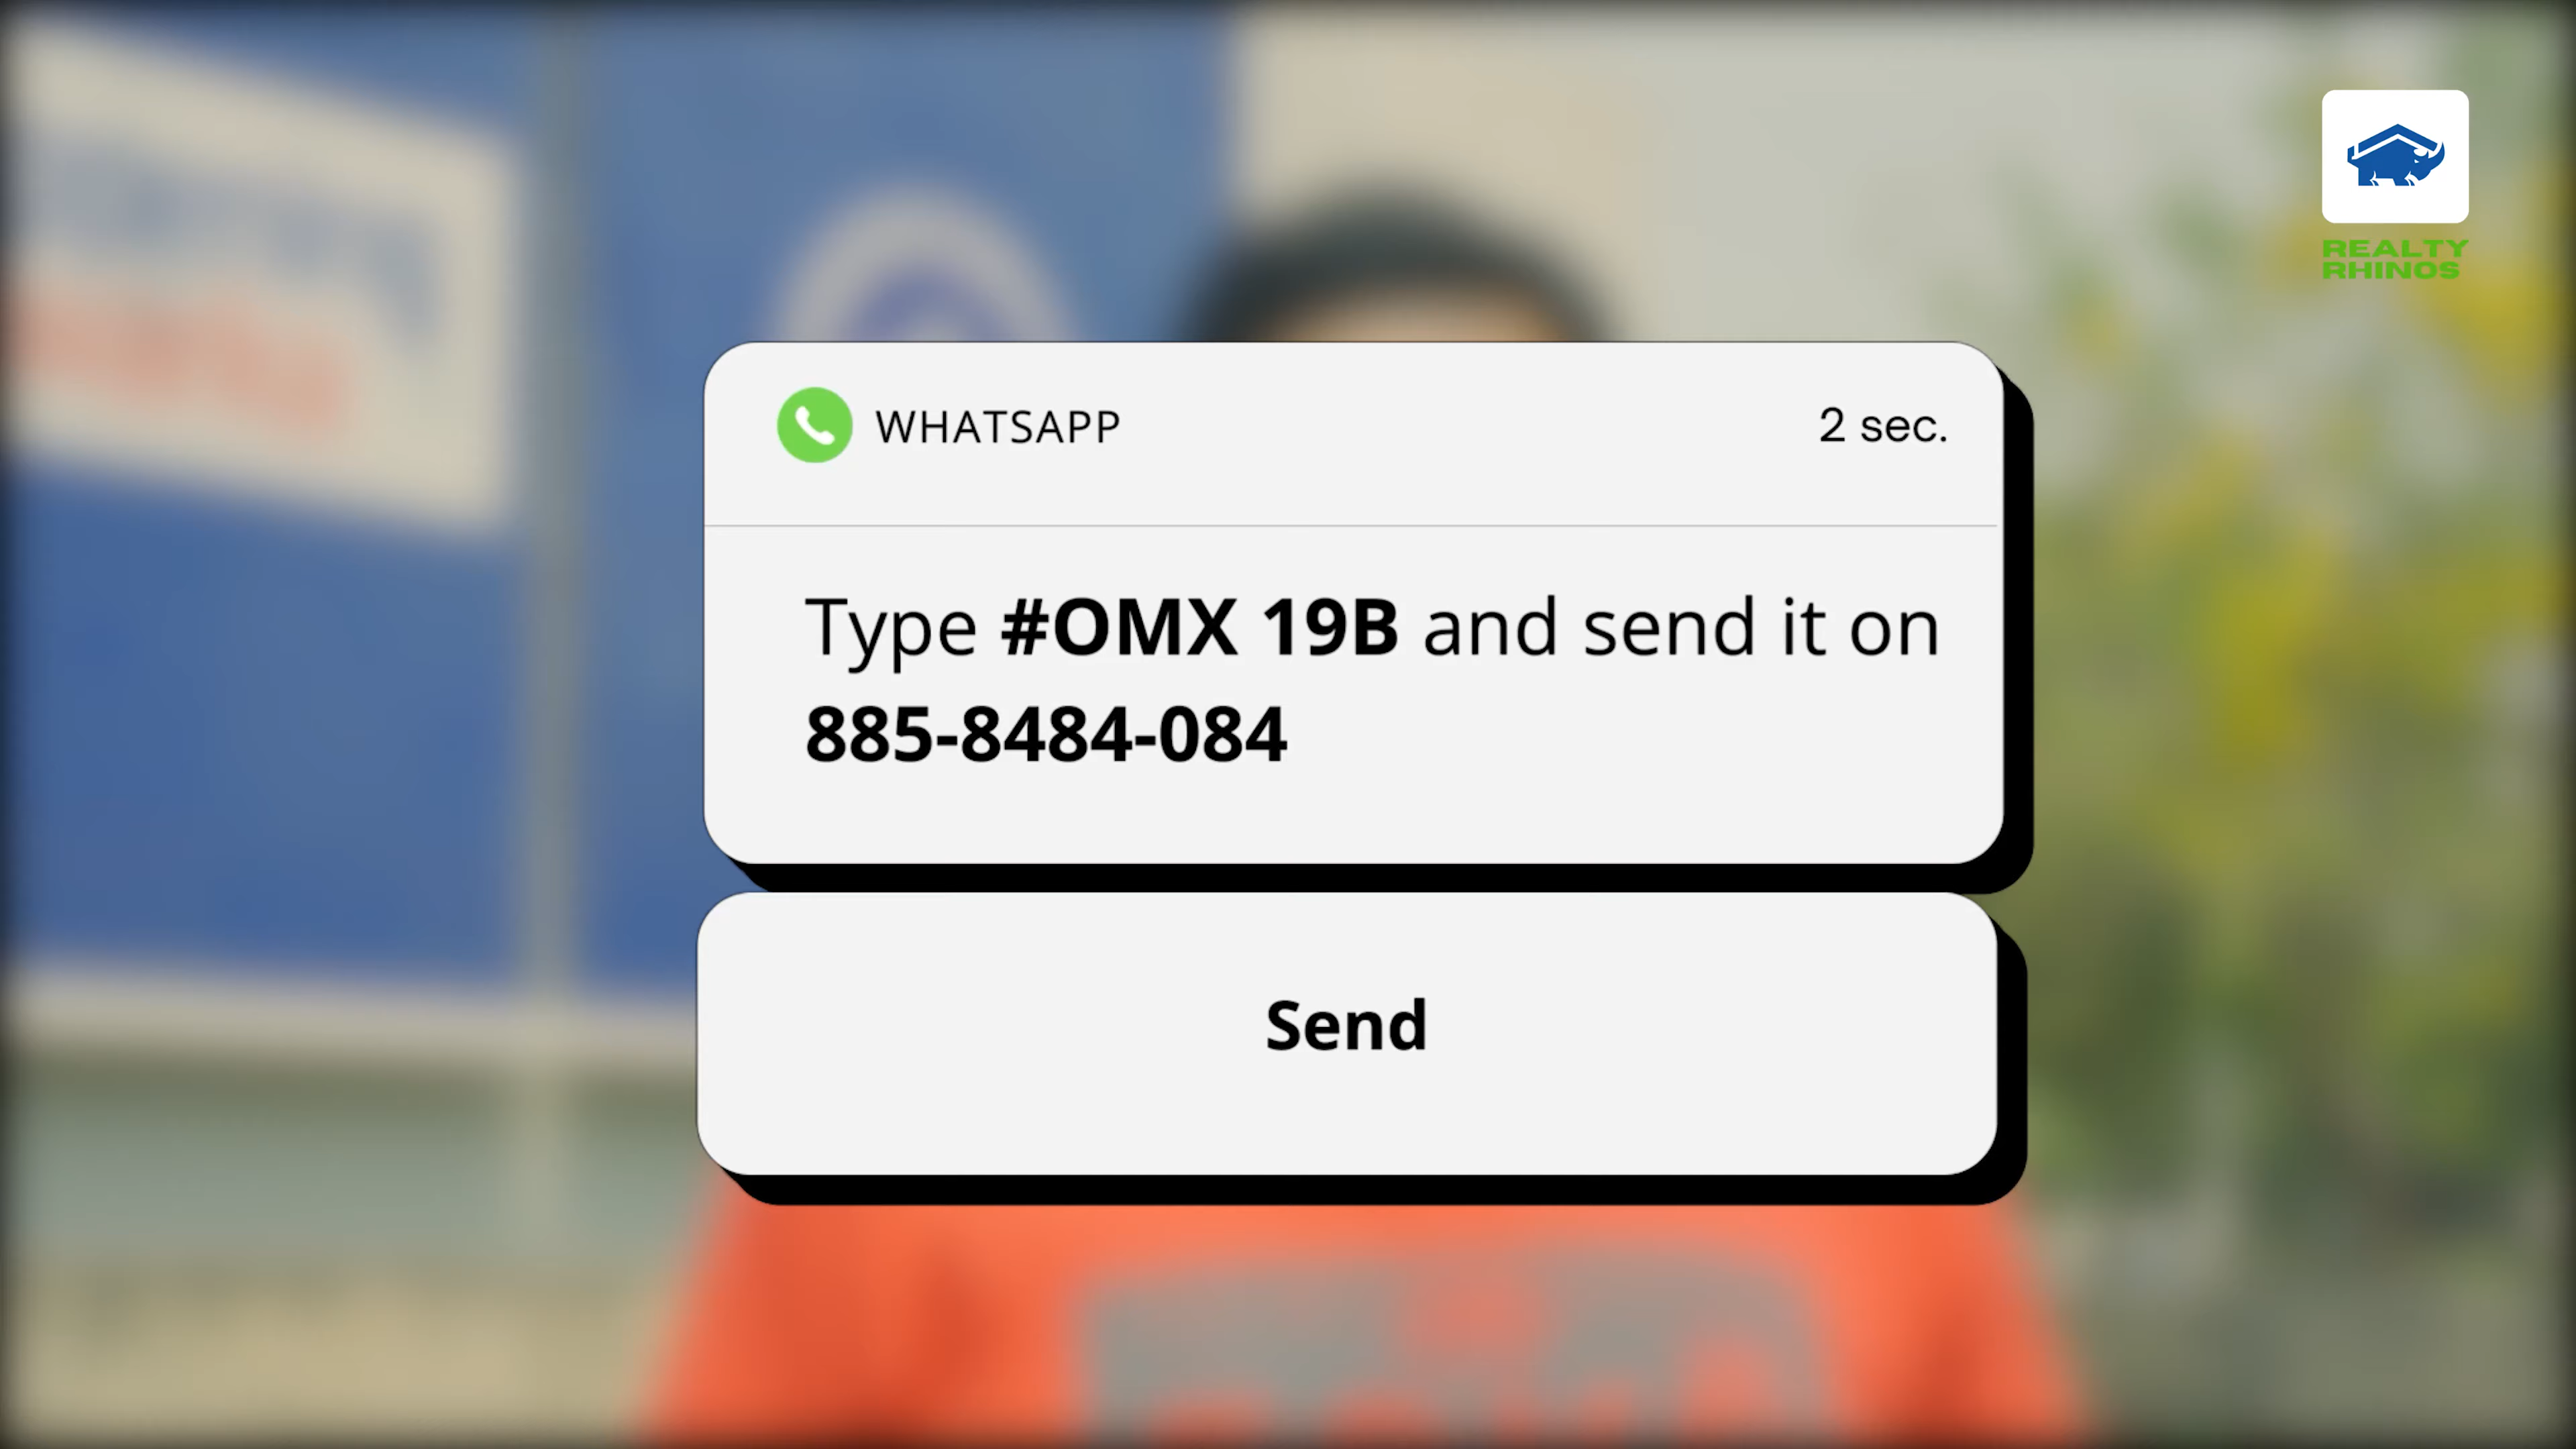 REALTY
RHINOS
WHATSAPP
2 sec.
Type #OMX 19B and send it on
885-8484-084
Send